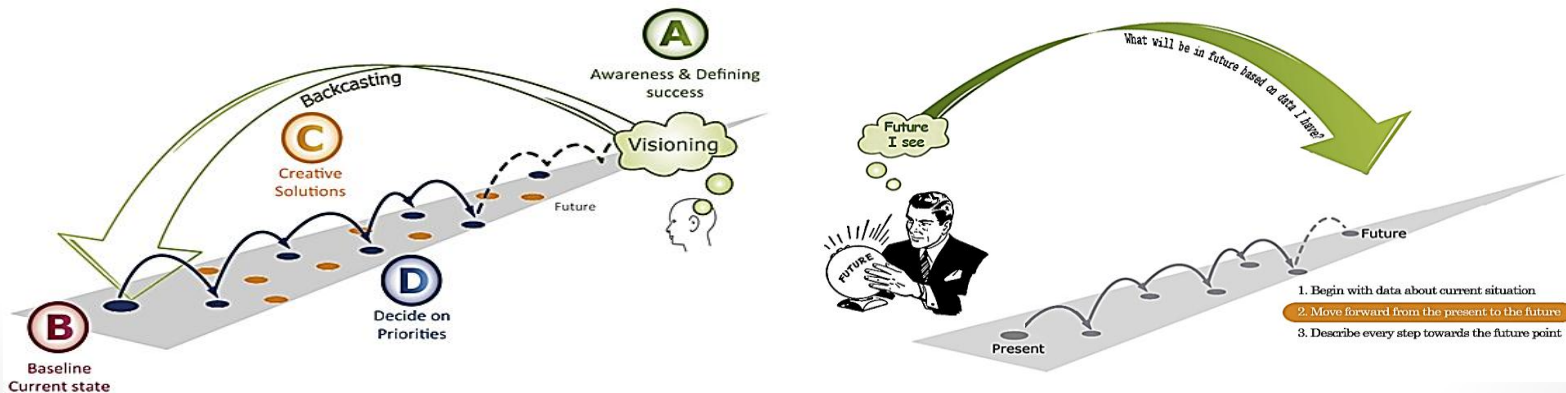 A
Awareness & Defining
success
Backcasting
Visioning
C
Creative
Solutions
Future
D
Decide on
Priorities
B
Baseline
Current state
What will be in future based on data I have?
Future
I see
FUTURE
Future
1. Begin with data about current situation
2. Move forward from the present to the future
3. Describe every step towards the future point
Present